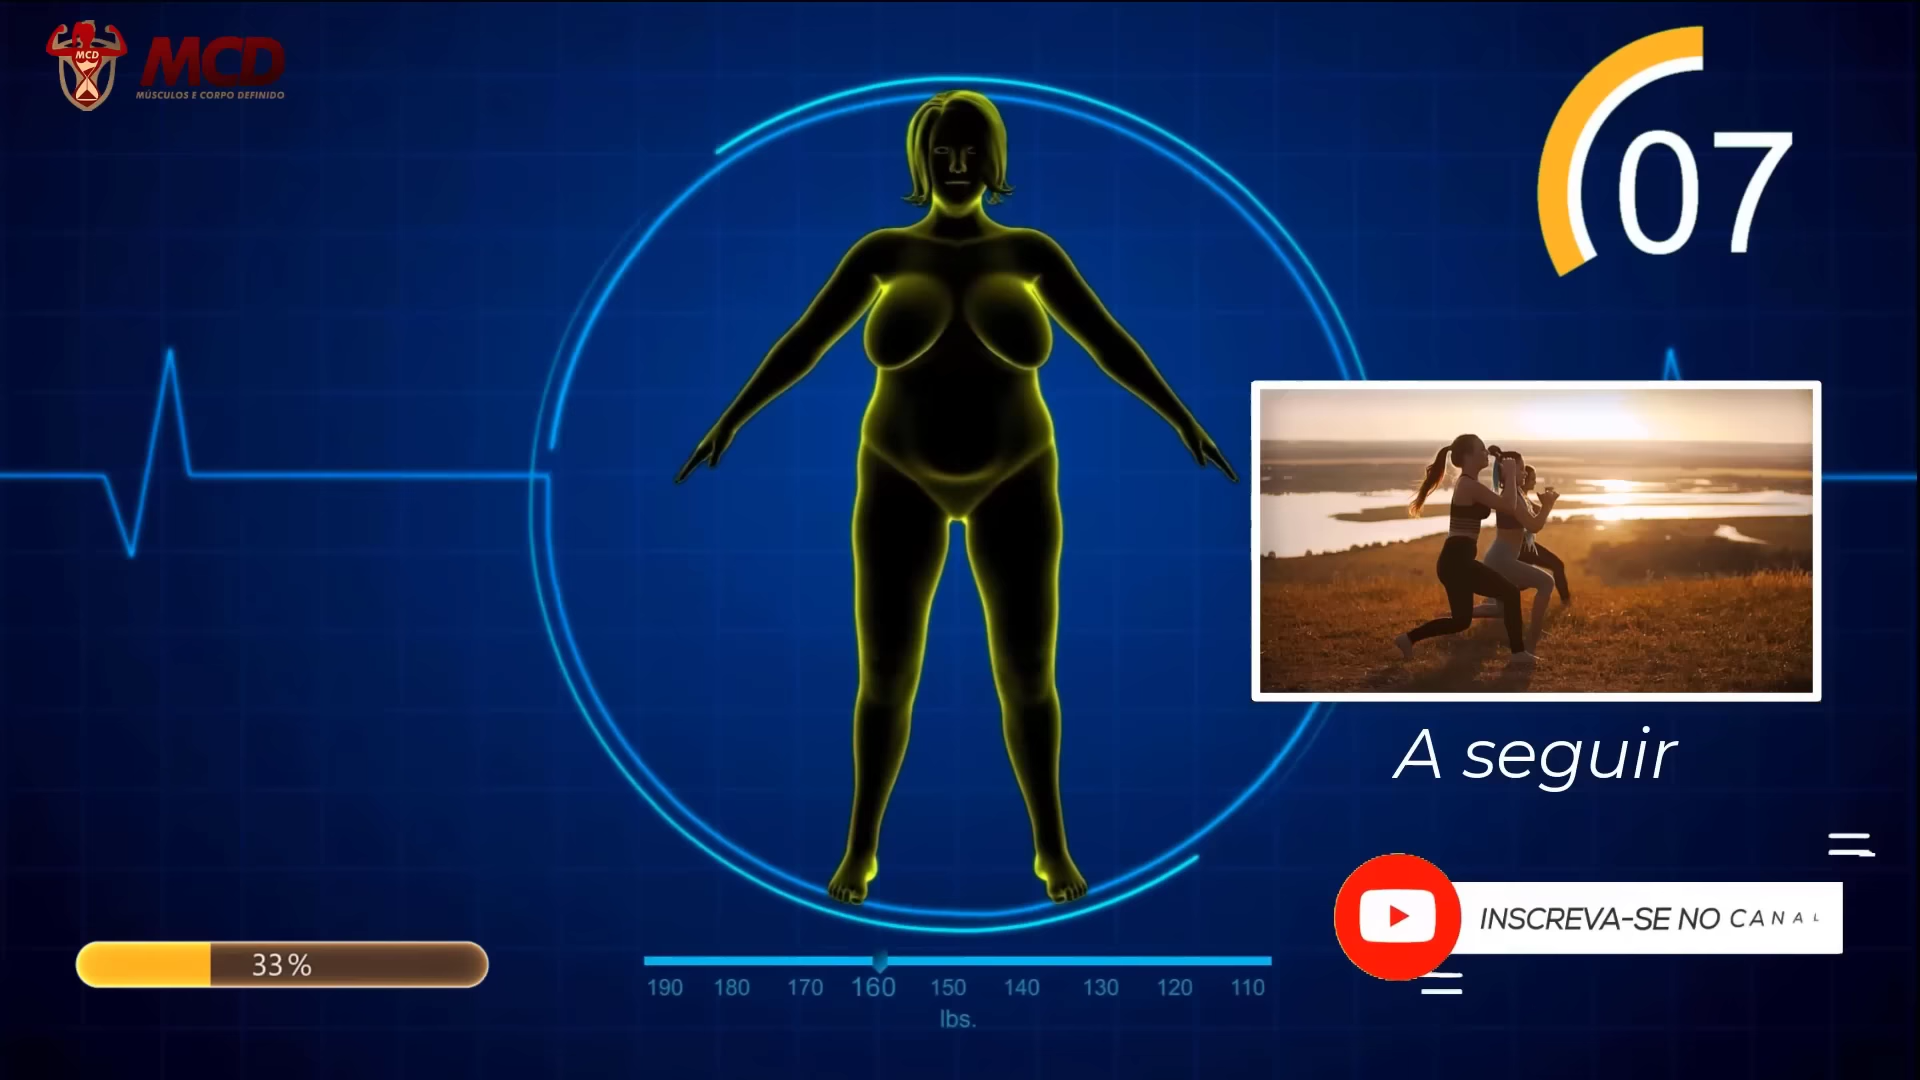 MCD
MCD
MÚSCULOS E CORPO DEFINIDO
07
A seguir
INSCREVA-SE NO CANAL
33%
190 180 170 160 150 140 130 120 110
lbs.